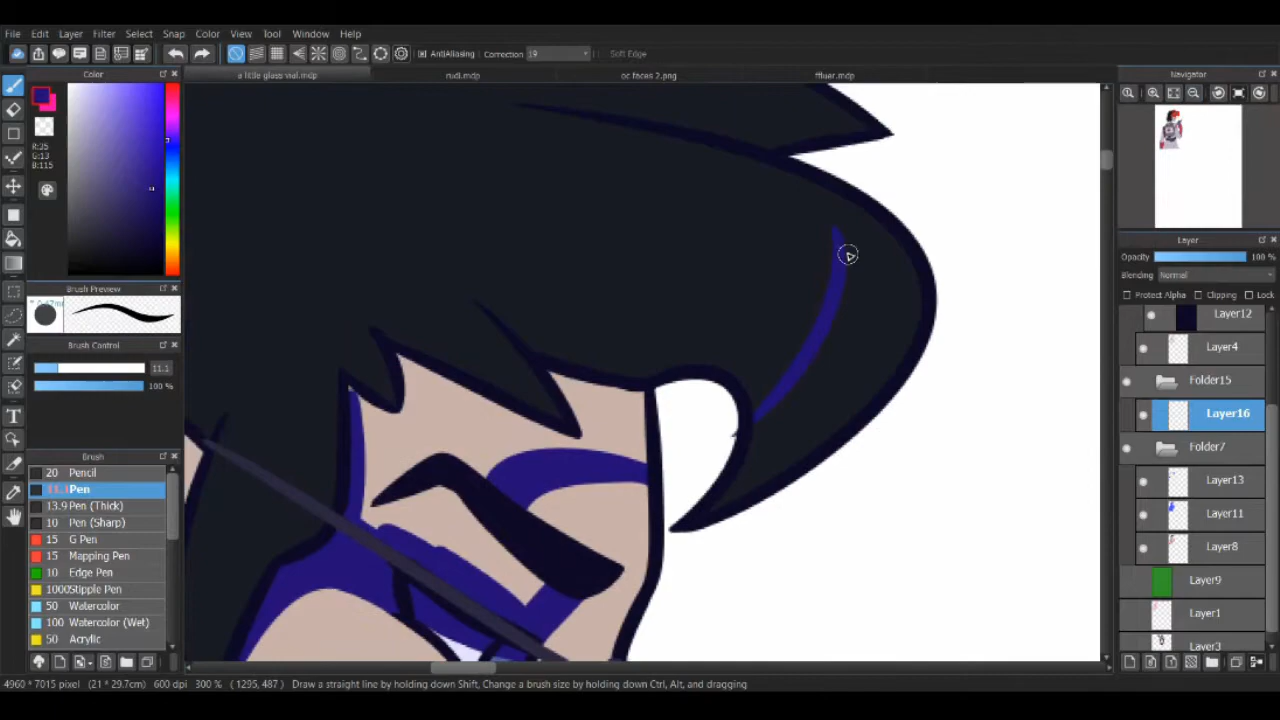 File Edit Layer Filter Select Snap Color View Tool Window Help
AntiAliasing Correction 19 Soft Edge
Color
a little glass vial.mdp rudi.mdp oc faces 2.png
Navigator
R:25
G:13
B:115
Brush Preview
Brush Control
11.1
100 %
Brush
20 Pencil
11.1 Pen
13.9 Pen (Thick)
10 Pen (Sharp)
15 G Pen
15 Mapping Pen
10 Edge Pen
1000 Stipple Pen
50 Watercolor
100 Watercolor (Wet)
50 Acrylic
Layer
Opacity 100 %
Blending Normal
Protect Alpha Clipping Lock
Layer12
Layer4
Folder15
Layer16
Folder7
Layer13
Layer11
Layer8
Layer9
Layer1
Layer3
4960 * 7015 pixel (21 * 29.7cm) 600 dpi 300 % ( 1295, 487 ) Draw a straight line by holding down Shift, Change a brush size by holding down Ctrl, Alt, and dragging